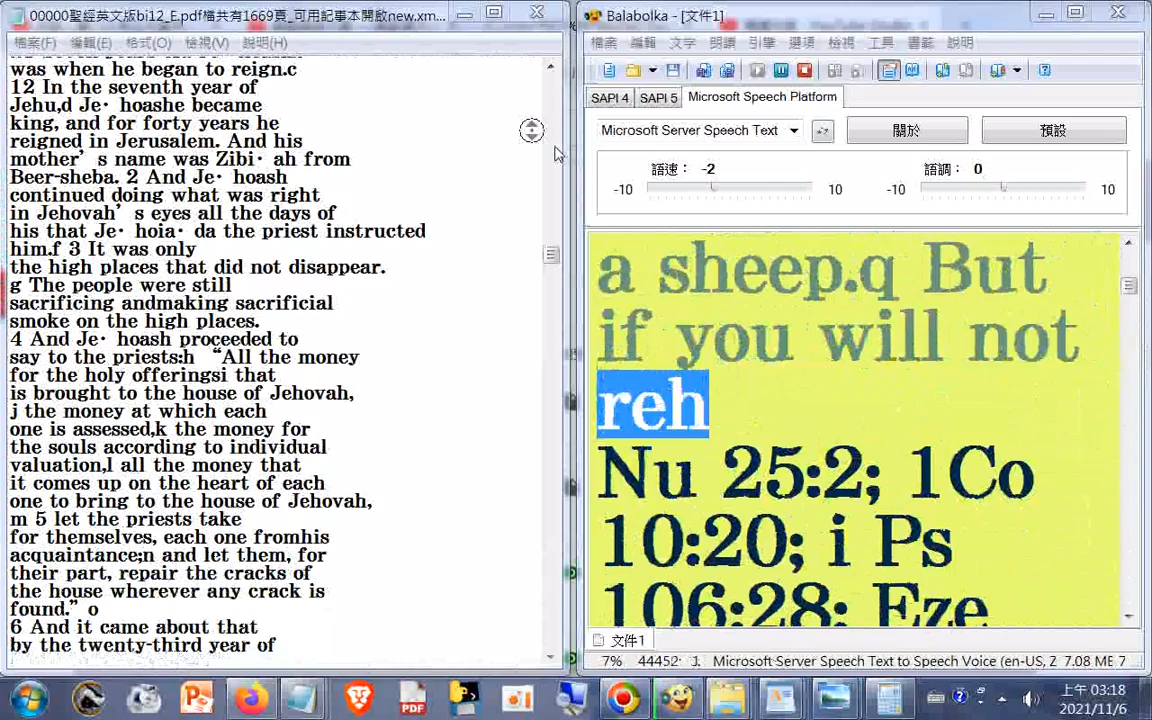 00000聖經英文版bi12_E.pdf檔共有1669頁_可用記事本開啟new.xm...
檔案(F) 編輯(E) 格式(O) 檢視(V) 說明(H)
was when he began to reign.c
12 In the seventh year of
Jehu,d Je· hoashe became
king, and for forty years he
reigned in Jerusalem. And his
mother's name was Zibi· ah from
Beer-sheba. 2 And Je· hoash
continued doing what was right
in Jehovah's eyes all the days of
his that Je· hoia· da the priest instructed
him.f 3 It was only
the high places that did not disappear.
g The people were still
sacrificing andmaking sacrificial
smoke on the high places.
4 And Je· hoash proceeded to
say to the priests:h “All the money
for the holy offeringsi that
is brought to the house of Jehovah,
j the money at which each
one is assessed,k the money for
the souls according to individual
valuation,l all the money that
it comes up on the heart of each
one to bring to the house of Jehovah,
m 5 let the priests take
for themselves, each one fromhis
acquaintance;n and let them, for
their part, repair the cracks of
the house wherever any crack is
found.” o
6 And it came about that
by the twenty-third year of
Balabolka - [文件1]
檔案 編輯 文字 朗讀 引擎 選項 檢視 工具 書籤 說明
SAPI 4 SAPI 5 Microsoft Speech Platform
Microsoft Server Speech Text 關於 預設
語速： -2 語調： 0
-10 10 -10 10
a sheep.q But
if you will not
reh
Nu 25:2; 1Co
10:20; i Ps
106:28; Eze
文件1
7% 44452 Microsoft Server Speech Text to Speech Voice (en-US, 2 7.08 ME 7
上午 03:18
2021/11/6